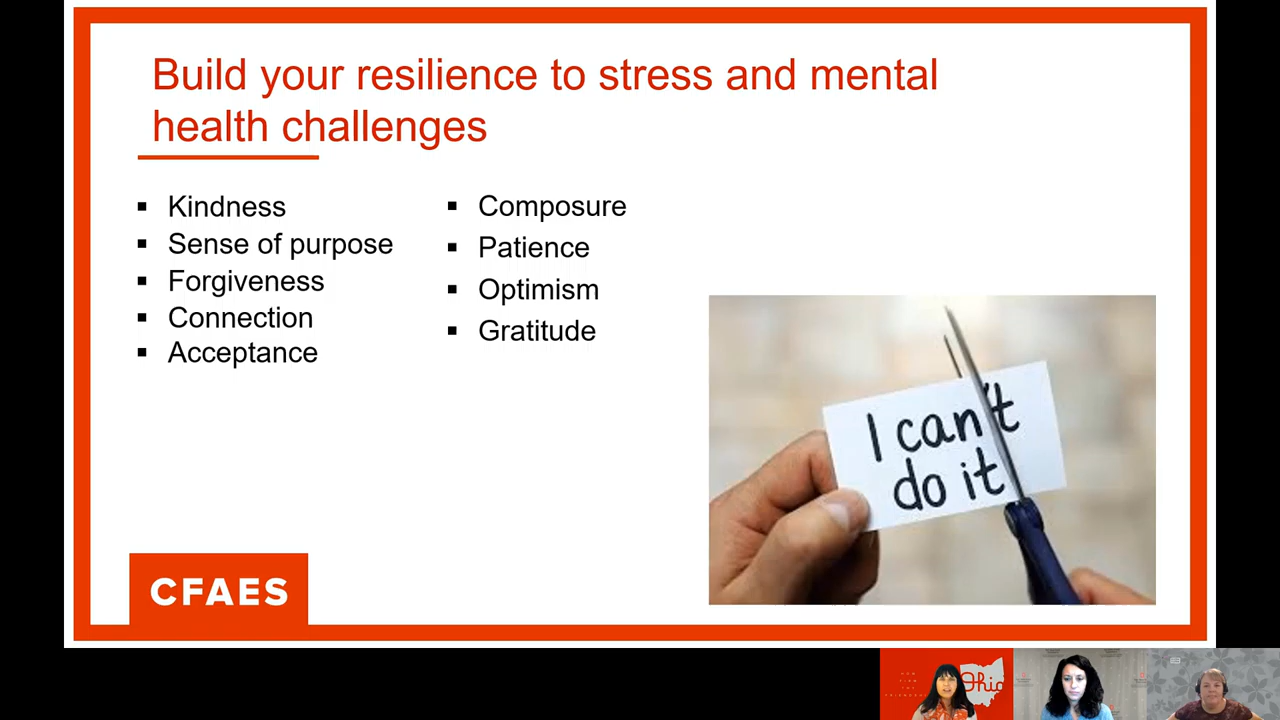 Build your resilience to stress and mental
health challenges
Kindness
Sense of purpose
Forgiveness
Connection
Acceptance
Composure
Patience
Optimism
Gratitude
I can't
do it
CFAES
Ohio